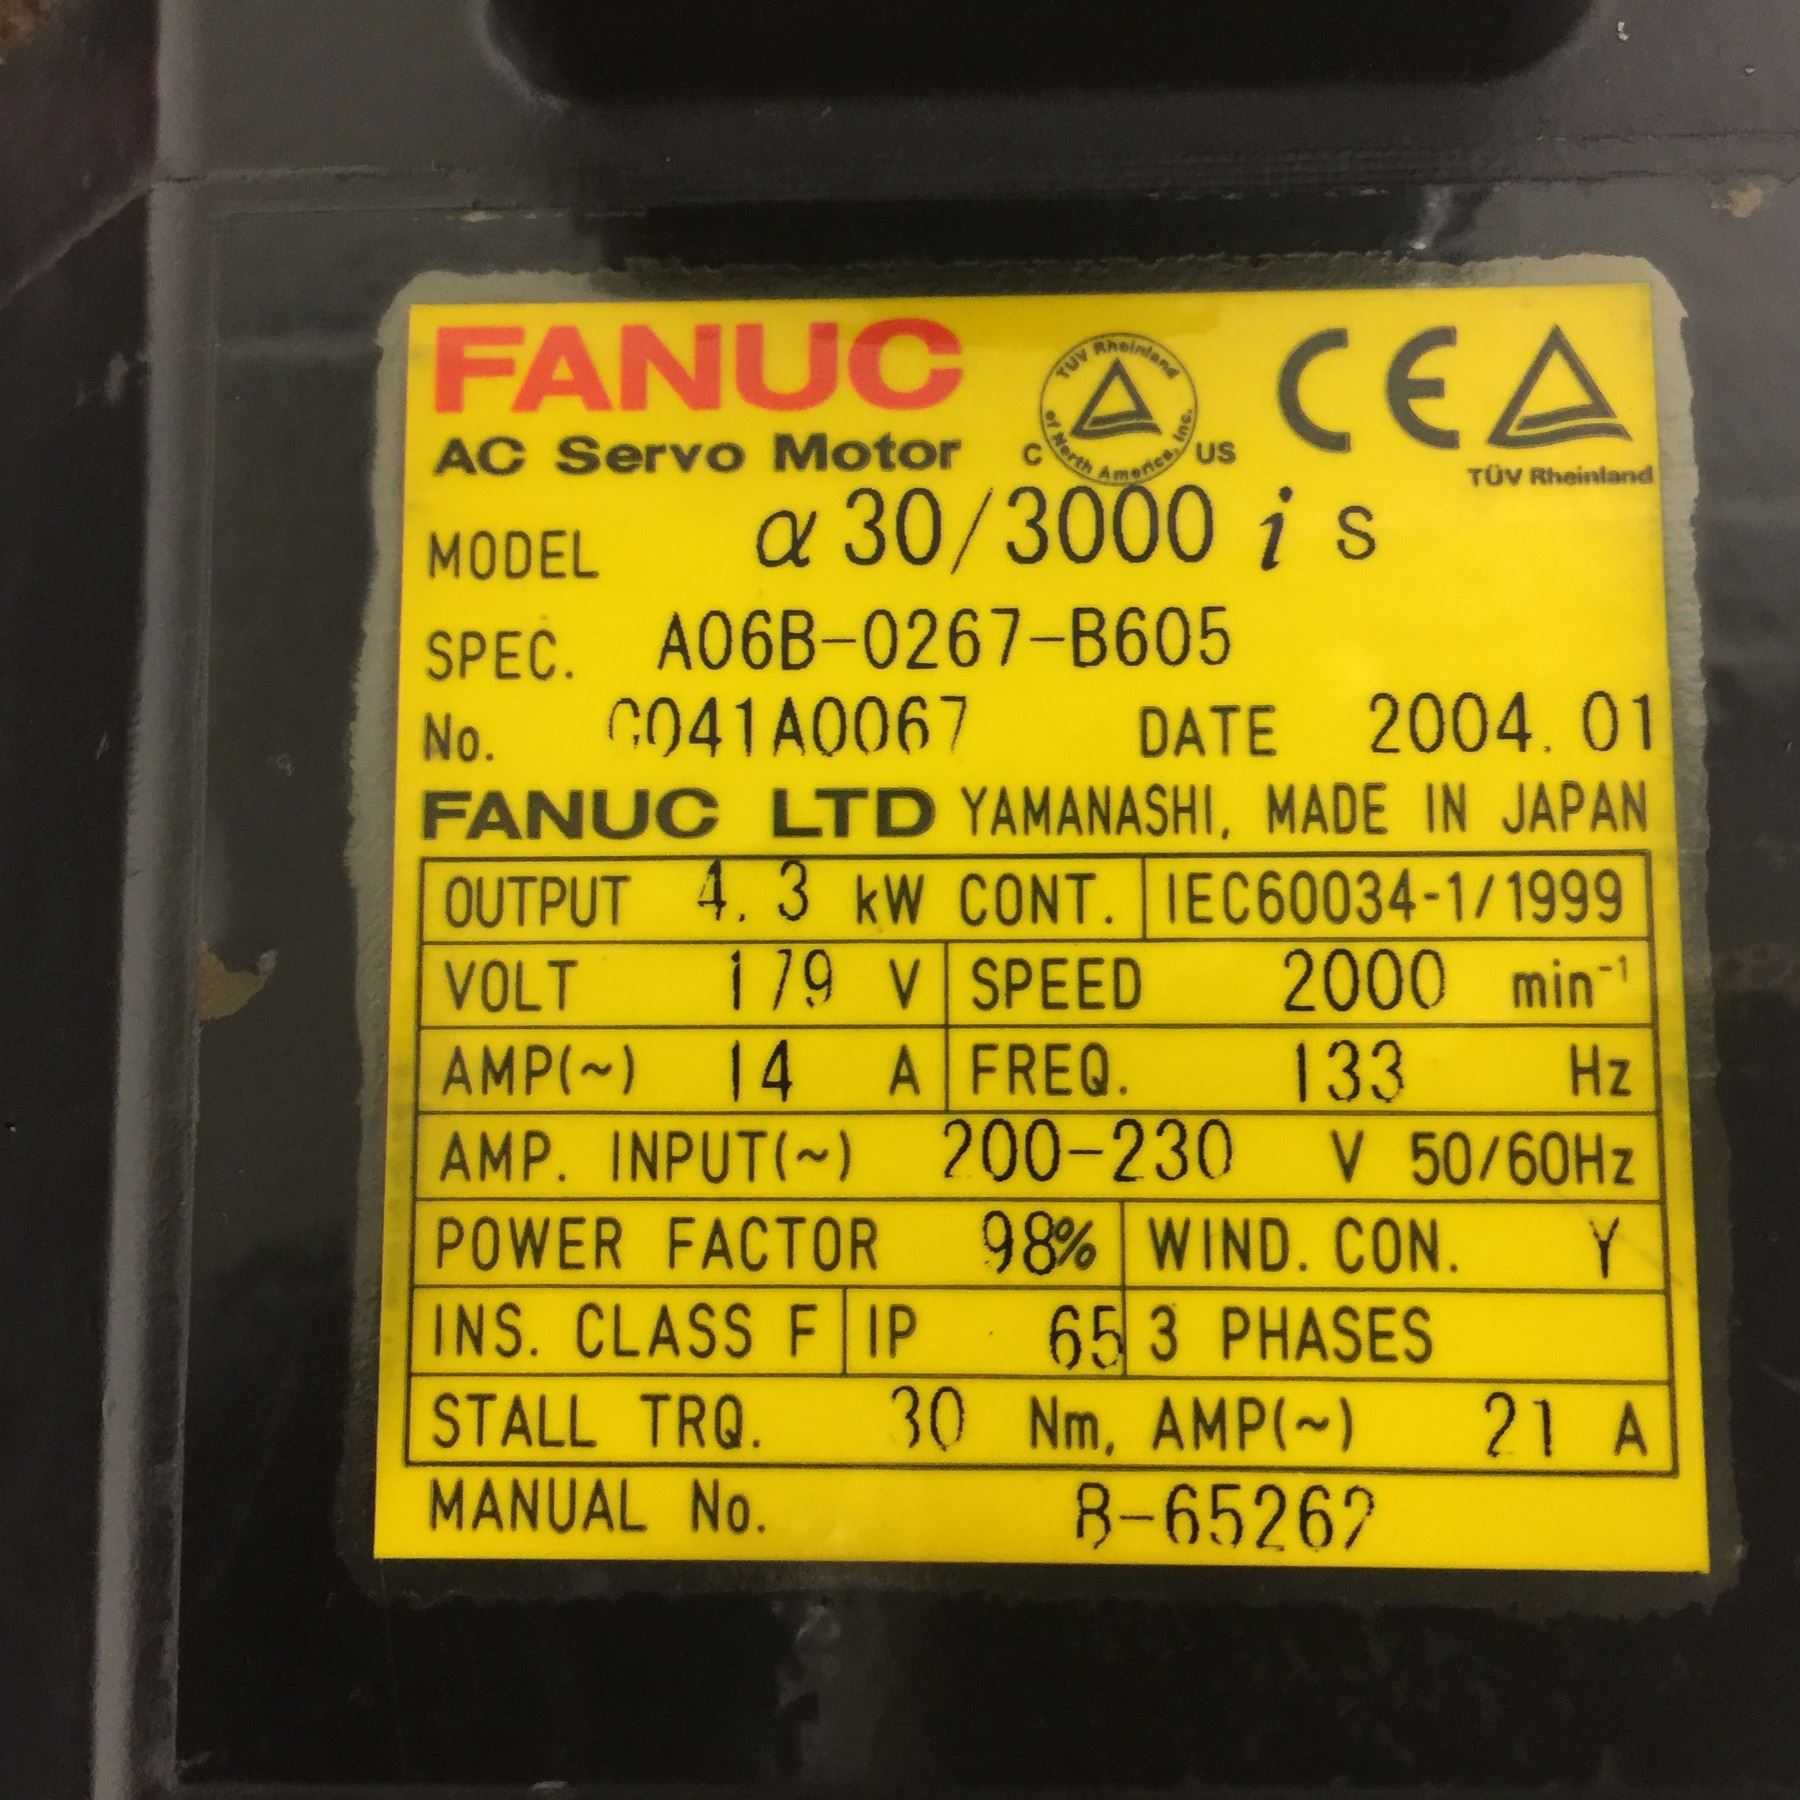 FANUC
AC Servo Motor
TÜV Rheinland of North America, Inc.
C US
CE
TÜV Rheinland
MODEL α30/3000 i s
SPEC. A06B-0267-B605
No. C041A0067 DATE 2004.01
FANUC LTD YAMANASHI, MADE IN JAPAN
OUTPUT 4.3 kW CONT. IEC60034-1/1999
VOLT 179 V SPEED 2000 min⁻¹
AMP(~) 14 A FREQ. 133 Hz
AMP. INPUT(~) 200-230 V 50/60Hz
POWER FACTOR 98% WIND. CON. Y
INS. CLASS F IP 65 3 PHASES
STALL TRQ. 30 Nm, AMP(~) 21 A
MANUAL No. B-65262